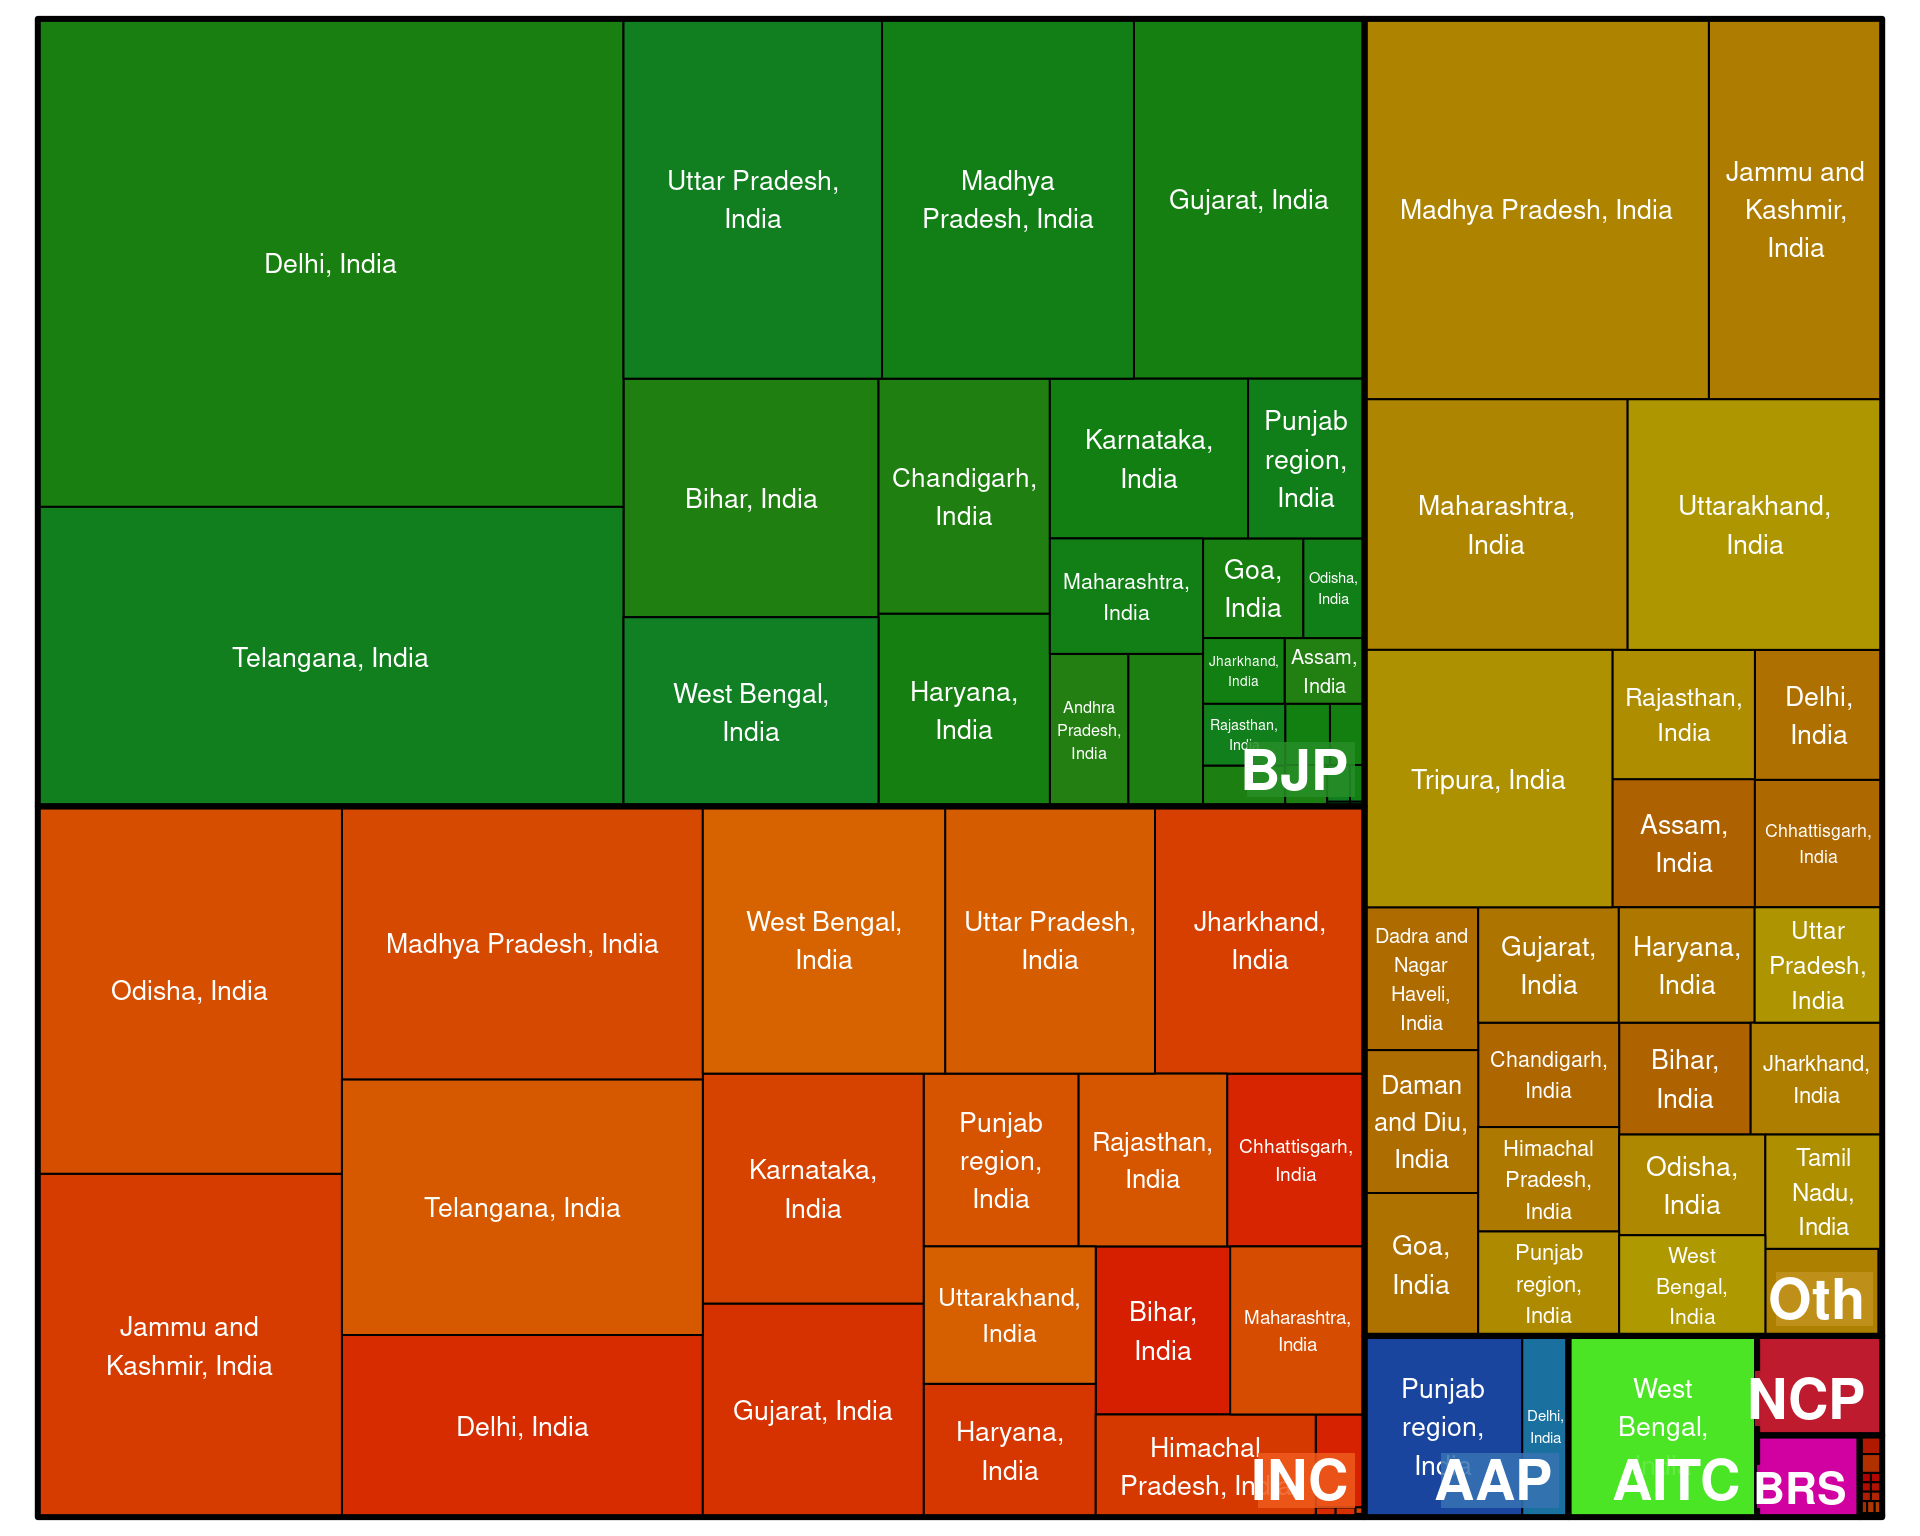 Delhi, India
Telangana, India
Uttar Pradesh,
India
Madhya
Pradesh, India
Gujarat, India
Bihar, India
West Bengal,
India
Chandigarh,
India
Haryana,
India
Karnataka,
India
Punjab
region,
India
Maharashtra,
India
Goa,
India
Odisha,
India
Andhra
Pradesh,
India
Jharkhand,
India
Assam,
India
Rajasthan,
India
BJP
Odisha, India
Jammu and
Kashmir, India
Madhya Pradesh, India
Telangana, India
Delhi, India
West Bengal,
India
Uttar Pradesh,
India
Jharkhand,
India
Karnataka,
India
Gujarat, India
Punjab
region,
India
Rajasthan,
India
Chhattisgarh,
India
Uttarakhand,
India
Haryana,
India
Bihar,
India
Maharashtra,
India
Himachal
Pradesh, India
INC
Madhya Pradesh, India
Jammu and
Kashmir,
India
Maharashtra,
India
Uttarakhand,
India
Tripura, India
Rajasthan,
India
Delhi,
India
Assam,
India
Chhattisgarh,
India
Dadra and
Nagar
Haveli,
India
Daman
and Diu,
India
Goa,
India
Gujarat,
India
Haryana,
India
Uttar
Pradesh,
India
Chandigarh,
India
Bihar,
India
Jharkhand,
India
Himachal
Pradesh,
India
Punjab
region,
India
Odisha,
India
Tamil
Nadu,
India
West
Bengal,
India
Oth
Punjab
region,
India
Delhi,
India
AAP
West
Bengal,
India
AITC
NCP
BRS